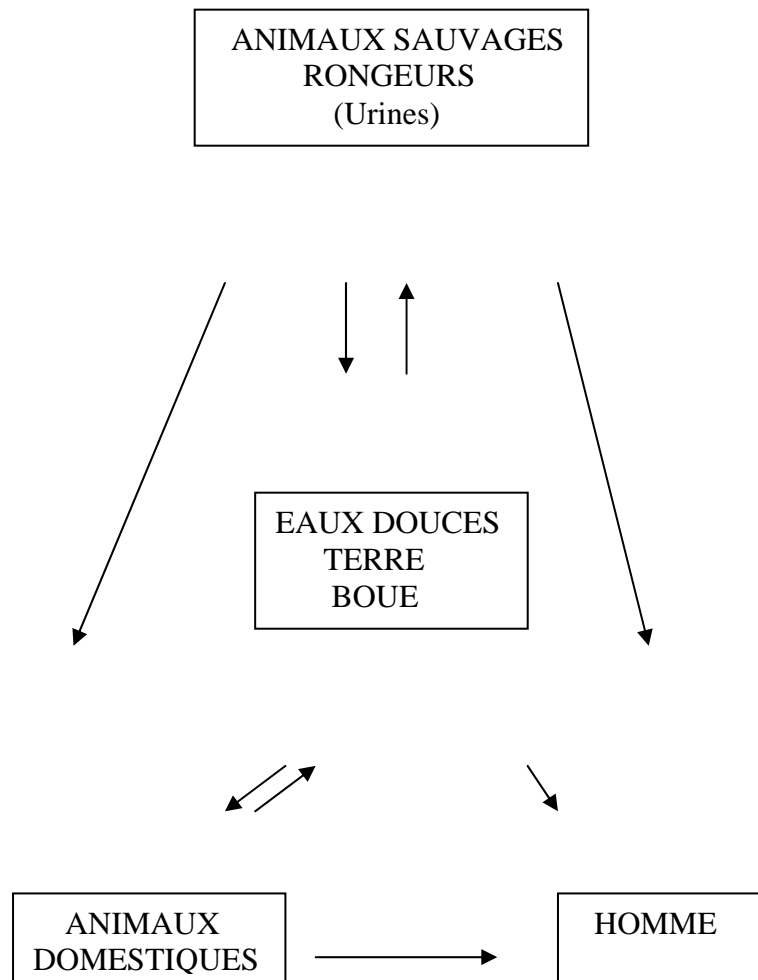 ANIMAUX SAUVAGES
RONGEURS
(Urines)
EAUX DOUCES
TERRE
BOUE
ANIMAUX
DOMESTIQUES
HOMME